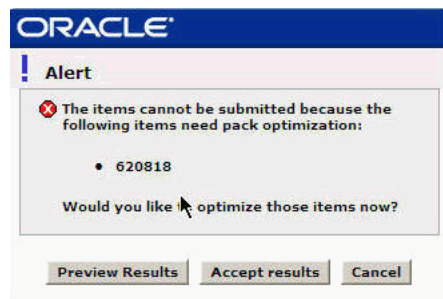 ORACLE
Alert
The items cannot be submitted because the
following items need pack optimization:
620818
Would you like optimize those items now?
Preview Results Accept results Cancel